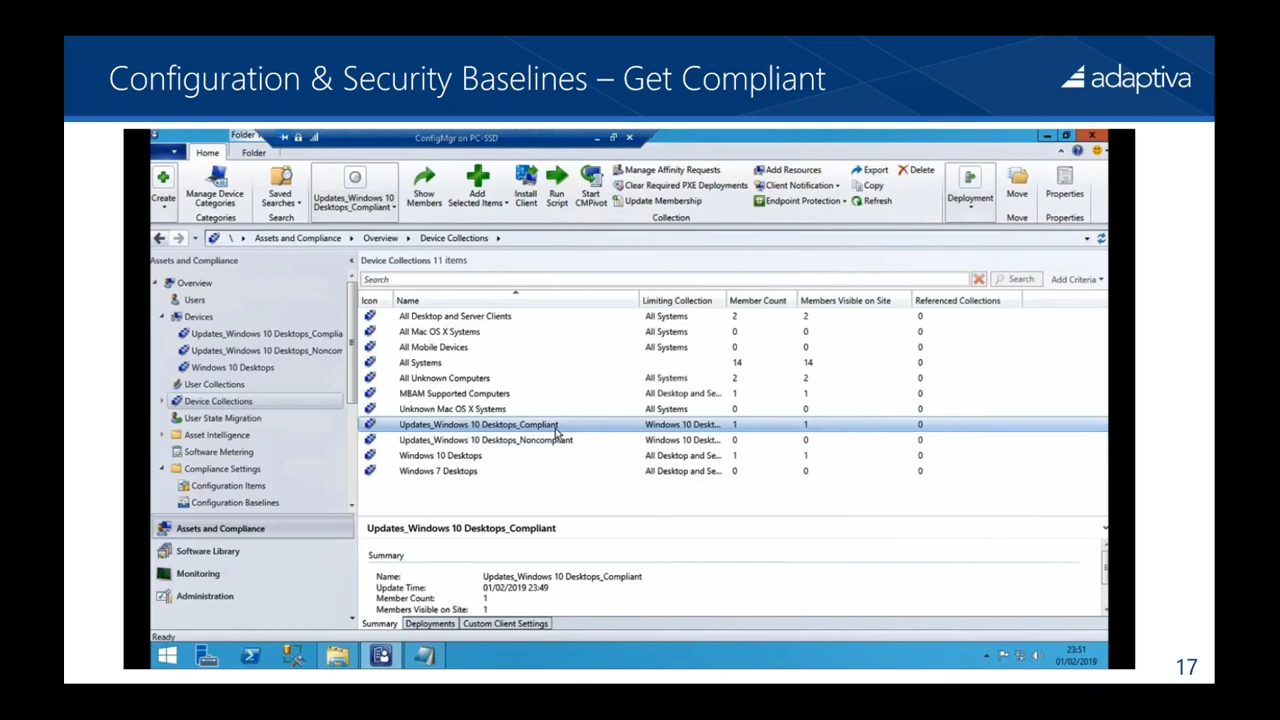 Configuration & Security Baselines – Get Compliant
adaptiva
Folder
ConfigMgr on PC-SSD
Home Folder
Create
Manage Device Categories
Categories
Saved Searches
Search
Updates_Windows 10 Desktops_Compliant
Show Members
Add Selected Items
Install Client
Run Script
Start CMPivot
Manage Affinity Requests
Clear Required PXE Deployments
Update Membership
Add Resources
Client Notification
Endpoint Protection
Export
Copy
Refresh
Delete
Collection
Deployment
Move
Move
Properties
Properties
\ Assets and Compliance Overview Device Collections
Assets and Compliance
Overview
Users
Devices
Updates_Windows 10 Desktops_Complia
Updates_Windows 10 Desktops_Noncom
Windows 10 Desktops
User Collections
Device Collections
User State Migration
Asset Intelligence
Software Metering
Compliance Settings
Configuration Items
Configuration Baselines
Assets and Compliance
Software Library
Monitoring
Administration
Device Collections 11 items
Search Search Add Criteria
Icon Name Limiting Collection Member Count Members Visible on Site Referenced Collections
All Desktop and Server Clients All Systems 2 2 0
All Mac OS X Systems All Systems 0 0 0
All Mobile Devices All Systems 0 0 0
All Systems 14 14 0
All Unknown Computers All Systems 2 2 0
MBAM Supported Computers All Desktop and Se... 1 1 0
Unknown Mac OS X Systems All Systems 0 0 0
Updates_Windows 10 Desktops_Compliant Windows 10 Deskt... 1 1 0
Updates_Windows 10 Desktops_Noncompliant Windows 10 Deskt... 0 0 0
Windows 10 Desktops All Desktop and Se... 1 1 0
Windows 7 Desktops All Desktop and Se... 0 0 0
Updates_Windows 10 Desktops_Compliant
Summary
Name: Updates_Windows 10 Desktops_Compliant
Update Time: 01/02/2019 23:49
Member Count: 1
Members Visible on Site: 1
Summary Deployments Custom Client Settings
Ready
23:51
01/02/2019
17